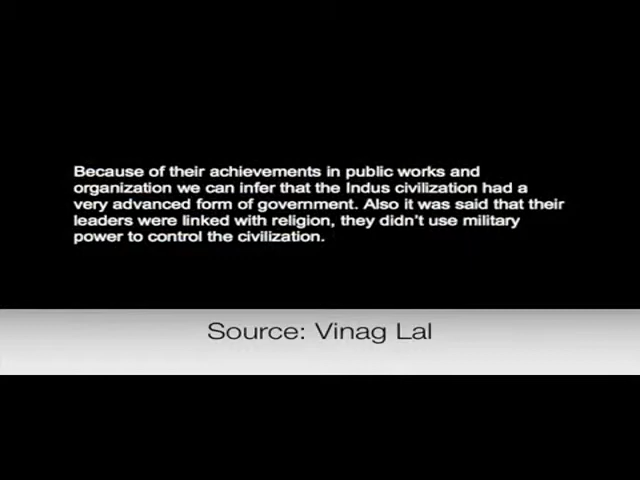 Because of their achievements in public works and
organization we can infer that the Indus civilization had a
very advanced form of government. Also it was said that their
leaders were linked with religion, they didn't use military
power to control the civilization.
Source: Vinag Lal